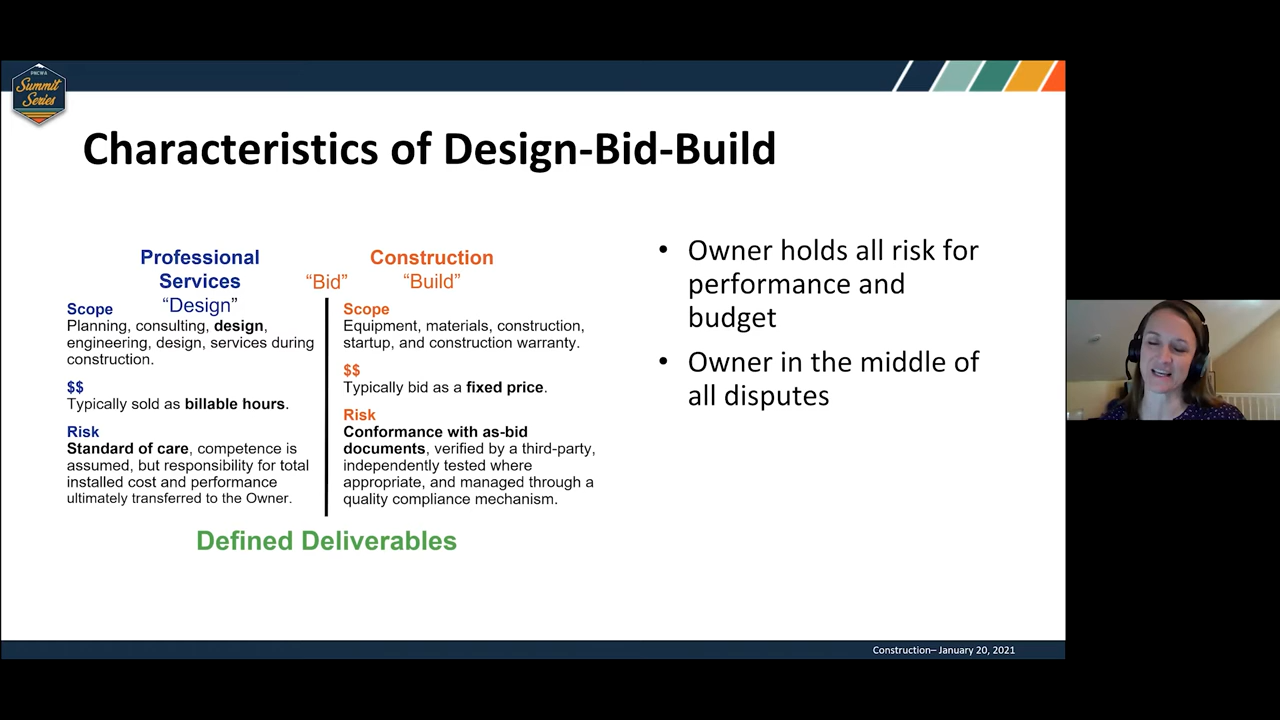 PNCWA
Summit
Series
Characteristics of Design-Bid-Build
Professional
Services
“Design”
Scope
Planning, consulting, design,
engineering, design, services during
construction.
$$
Typically sold as billable hours.
Risk
Standard of care, competence is
assumed, but responsibility for total
installed cost and performance
ultimately transferred to the Owner.
“Bid”
Construction
“Build”
Scope
Equipment, materials, construction,
startup, and construction warranty.
$$
Typically bid as a fixed price.
Risk
Conformance with as-bid
documents, verified by a third-party,
independently tested where
appropriate, and managed through a
quality compliance mechanism.
Defined Deliverables
• Owner holds all risk for
performance and
budget
• Owner in the middle of
all disputes
Construction– January 20, 2021